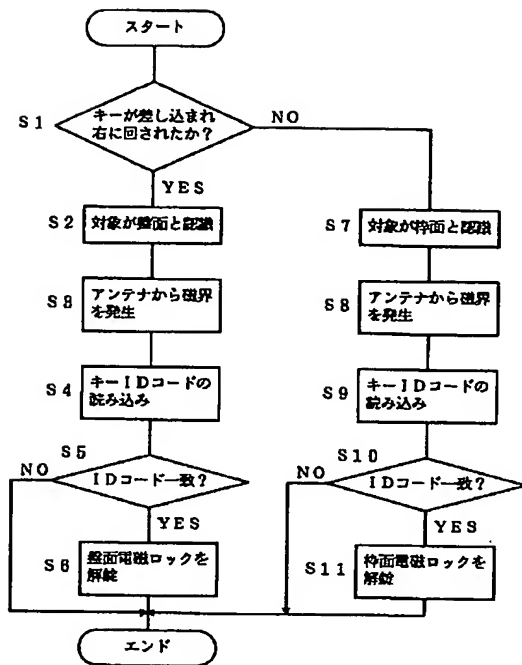 スタート
S1
キーが差し込まれ
右に回されたか?
NO
YES
S2
対象が盤面と認識
S3
アンテナから磁界
を発生
S4
キーIDコードの
読み込み
S5
NO
IDコード一致?
YES
S6
盤面電磁ロックを
解錠
S7
対象が枠面と認識
S8
アンテナから磁界
を発生
S9
キーIDコードの
読み込み
S10
NO
IDコード一致?
YES
S11
枠面電磁ロックを
解錠
エンド